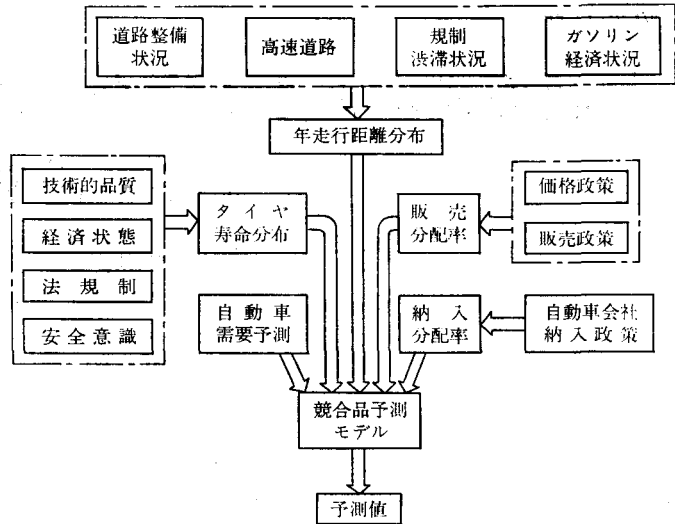 道路整備
状況
高速道路
規制
渋滞状況
ガソリン
経済状況
年走行距離分布
技術的品質
経済状態
法規制
安全意識
タイヤ
寿命分布
販売
分配率
価格政策
販売政策
自動車
需要予測
納入
分配率
自動車会社
納入政策
競合品予測
モデル
予測値